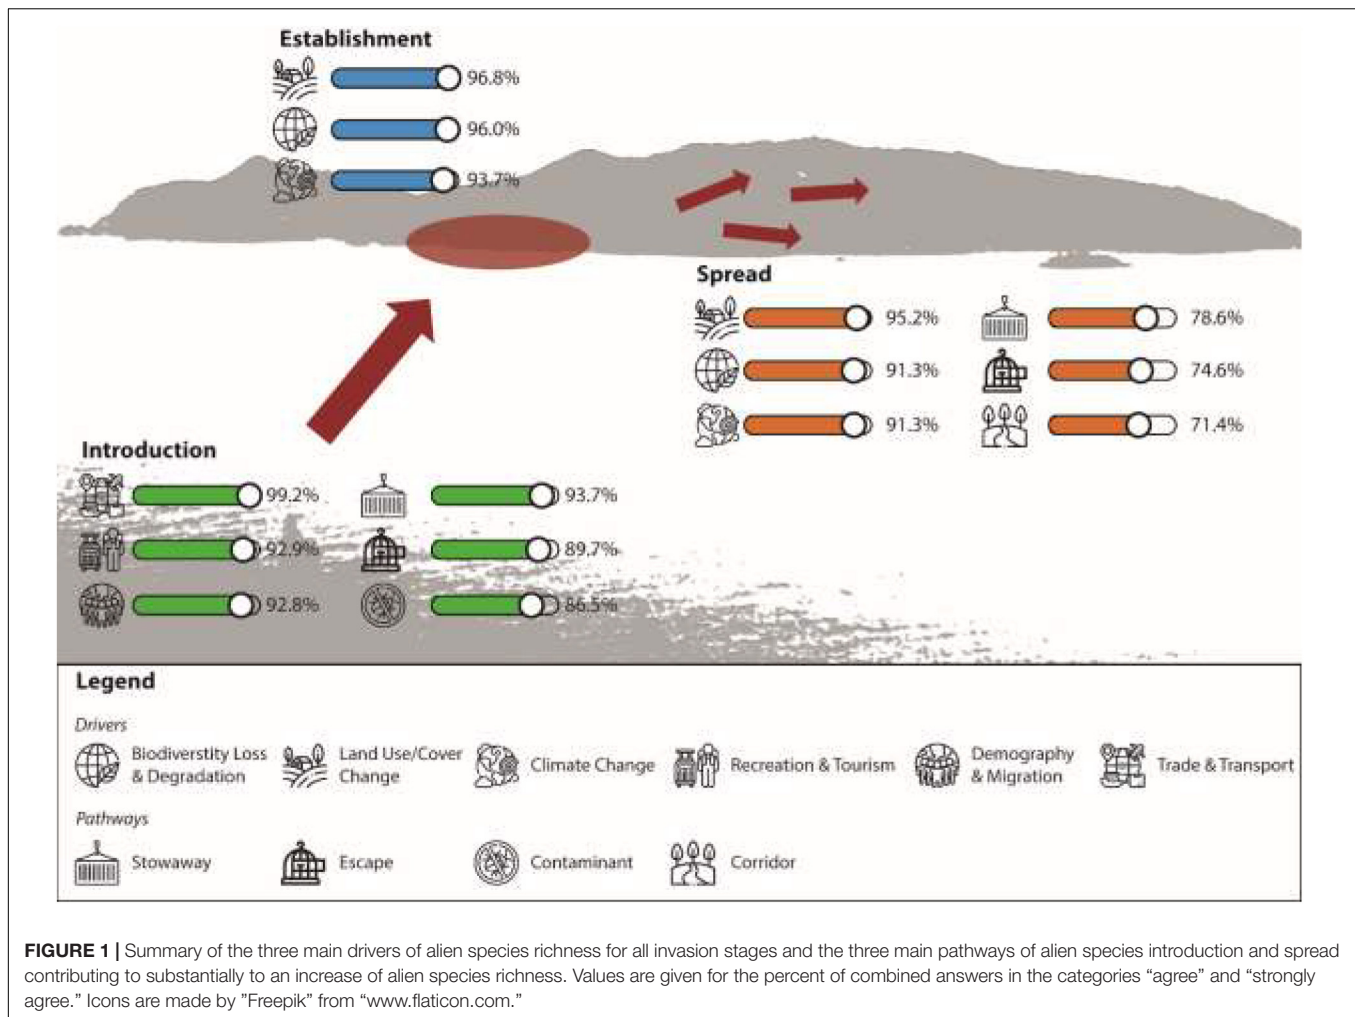 Establishment
96.8%
96.0%
93.7%
Spread
95.2%
78.6%
91.3%
74.6%
91.3%
71.4%
Introduction
99.2%
93.7%
92.9%
89.7%
92.8%
86.5%
Legend
Drivers
Biodiverstity Loss
& Degradation
Land Use/Cover
Change
Climate Change
Recreation & Tourism
Demography
& Migration
Trade & Transport
Pathways
Stowaway
Escape
Contaminant
Corridor
FIGURE 1 | Summary of the three main drivers of alien species richness for all invasion stages and the three main pathways of alien species introduction and spread
contributing to substantially to an increase of alien species richness. Values are given for the percent of combined answers in the categories “agree” and “strongly
agree.” Icons are made by ”Freepik” from “www.flaticon.com.”